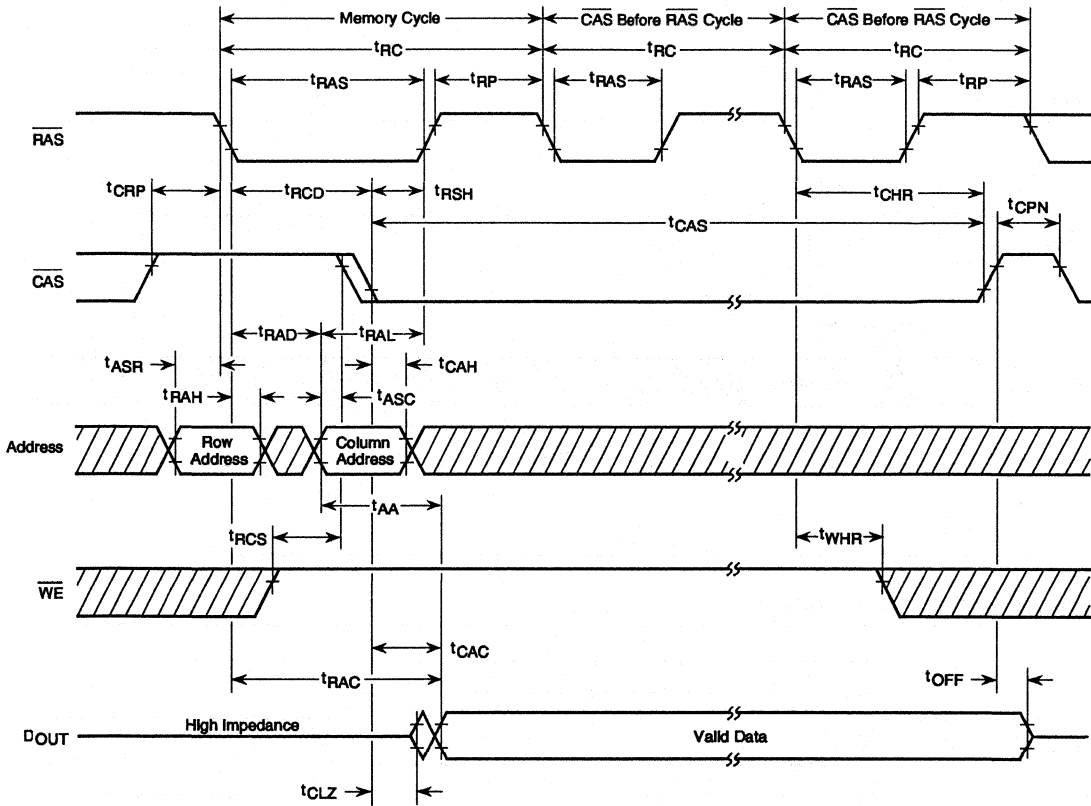 Memory Cycle
CAS Before RAS Cycle
CAS Before RAS Cycle
tRC
tRC
tRC
tRAS
tRP
tRAS
tRAS
tRP
RAS
tCRP
tRCD
tRSH
tCHR
tCPN
tCAS
CAS
tRAD
tRAL
tASR
tCAH
tRAH
tASC
Address
Row
Address
Column
Address
tAA
tRCS
tWHR
WE
tCAC
tRAC
tOFF
High Impedance
DOUT
Valid Data
tCLZ